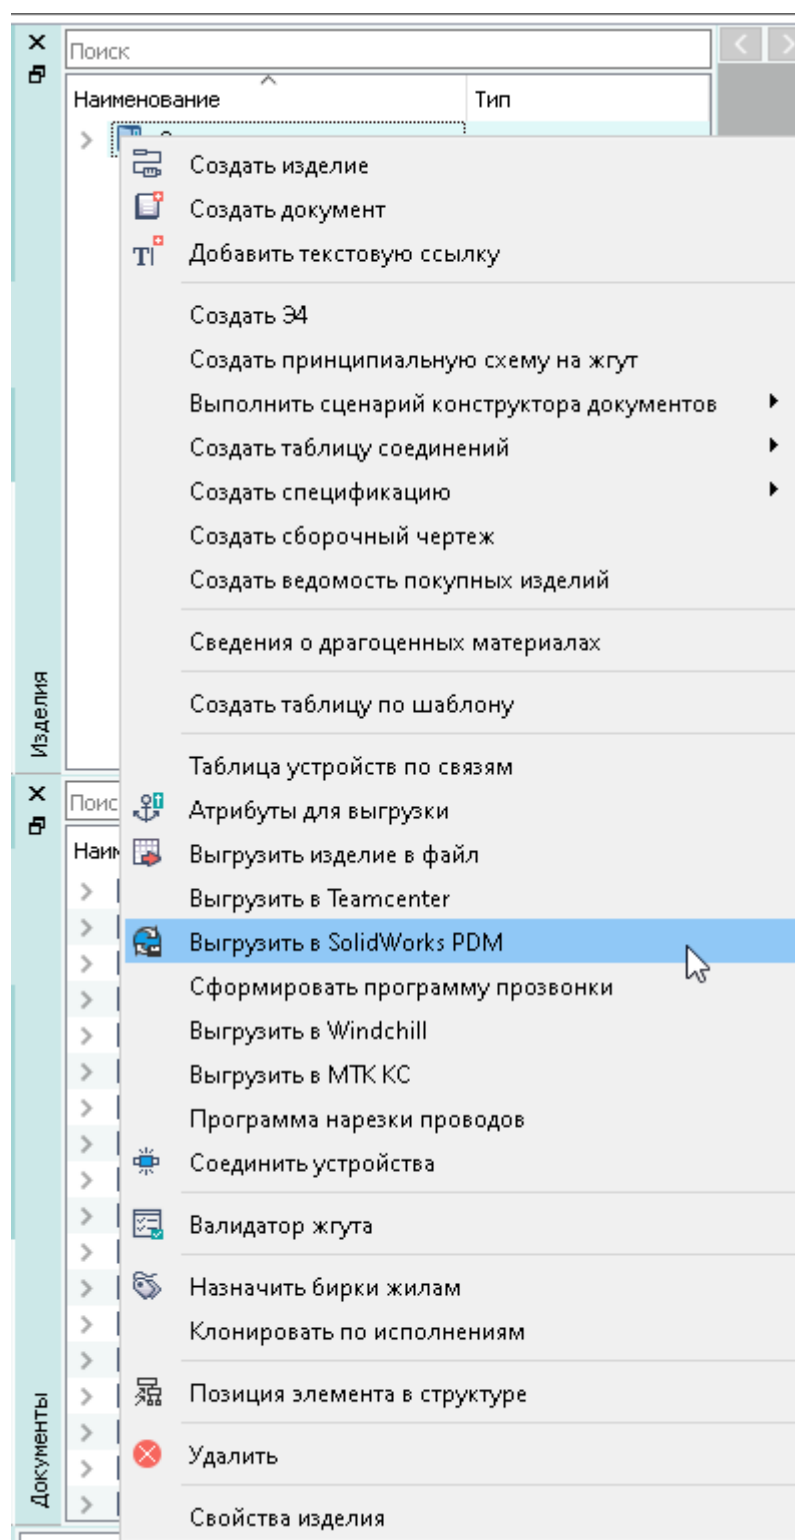 Поиск
Наименование
Тип
Создать изделие
Создать документ
Добавить текстовую ссылку
Создать Э4
Создать принципиальную схему на жгут
Выполнить сценарий конструктора документов
Создать таблицу соединений
Создать спецификацию
Создать сборочный чертеж
Создать ведомость покупных изделий
Сведения о драгоценных материалах
Создать таблицу по шаблону
Таблица устройств по связям
Атрибуты для выгрузки
Выгрузить изделие в файл
Выгрузить в Teamcenter
Выгрузить в SolidWorks PDM
Сформировать программу прозвонки
Выгрузить в Windchill
Выгрузить в МТК КС
Программа нарезки проводов
Соединить устройства
Валидатор жгута
Назначить бирки жилам
Клонировать по исполнениям
Позиция элемента в структуре
Удалить
Свойства изделия
Изделия
Документы